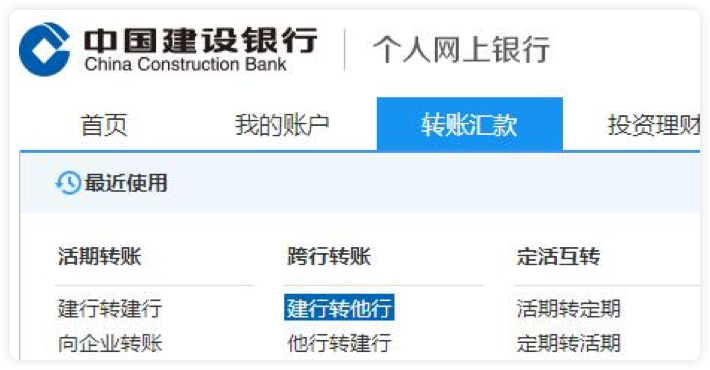 中国建设银行 个人网上银行
China Construction Bank
首页 我的账户 转账汇款 投资理财
最近使用
活期转账 跨行转账 定活互转
建行转建行 建行转他行 活期转定期
向企业转账 他行转建行 定期转活期